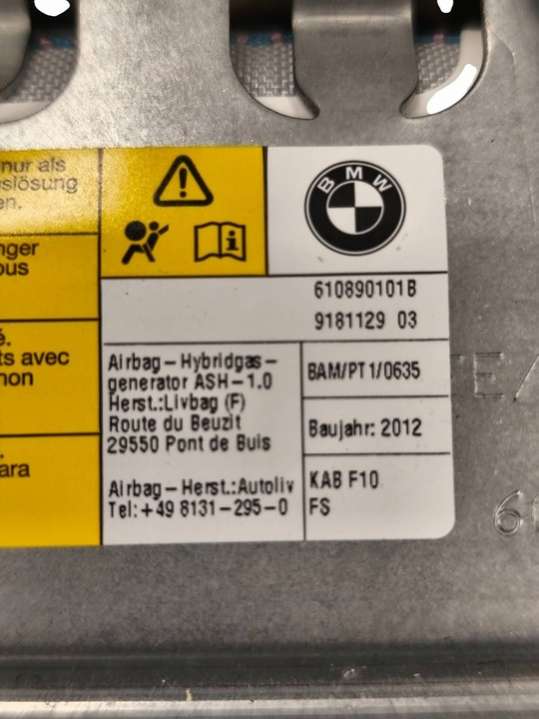 nur als
slösung
en.
nger
ous
é.
ts avec
non
.
ara
BMW
610890101B
9181129 03
Airbag-Hybridgas-
generator ASH-1.0
Herst.:Livbag (F)
Route du Beuzit
29550 Pont de Buis
Airbag-Herst.:Autoliv
Tel:+49 8131-295-0
BAM/PT1/0635
Baujahr: 2012
KAB F10
FS